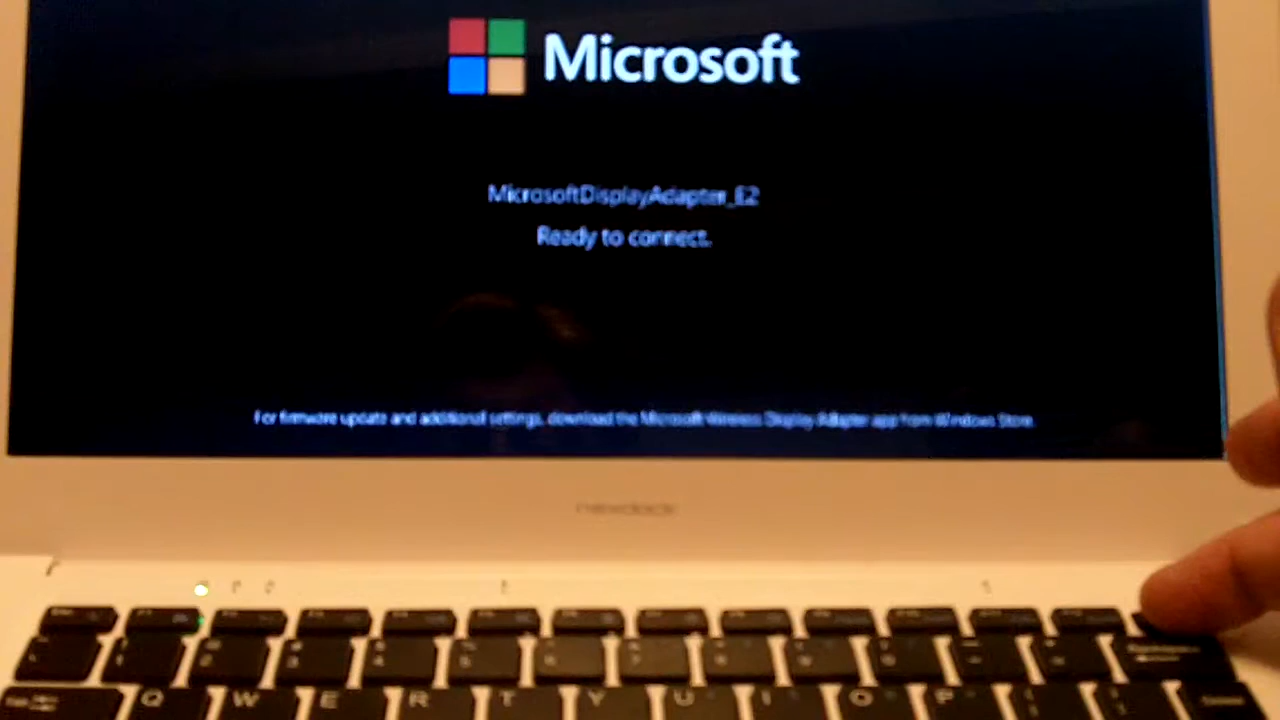 Microsoft
MicrosoftDisplayAdapter_E2
Ready to connect.
For firmware update and additional settings, download the Microsoft Wireless Display Adapter app from Windows Store.
nexdock
Q W E R T Y U I O P